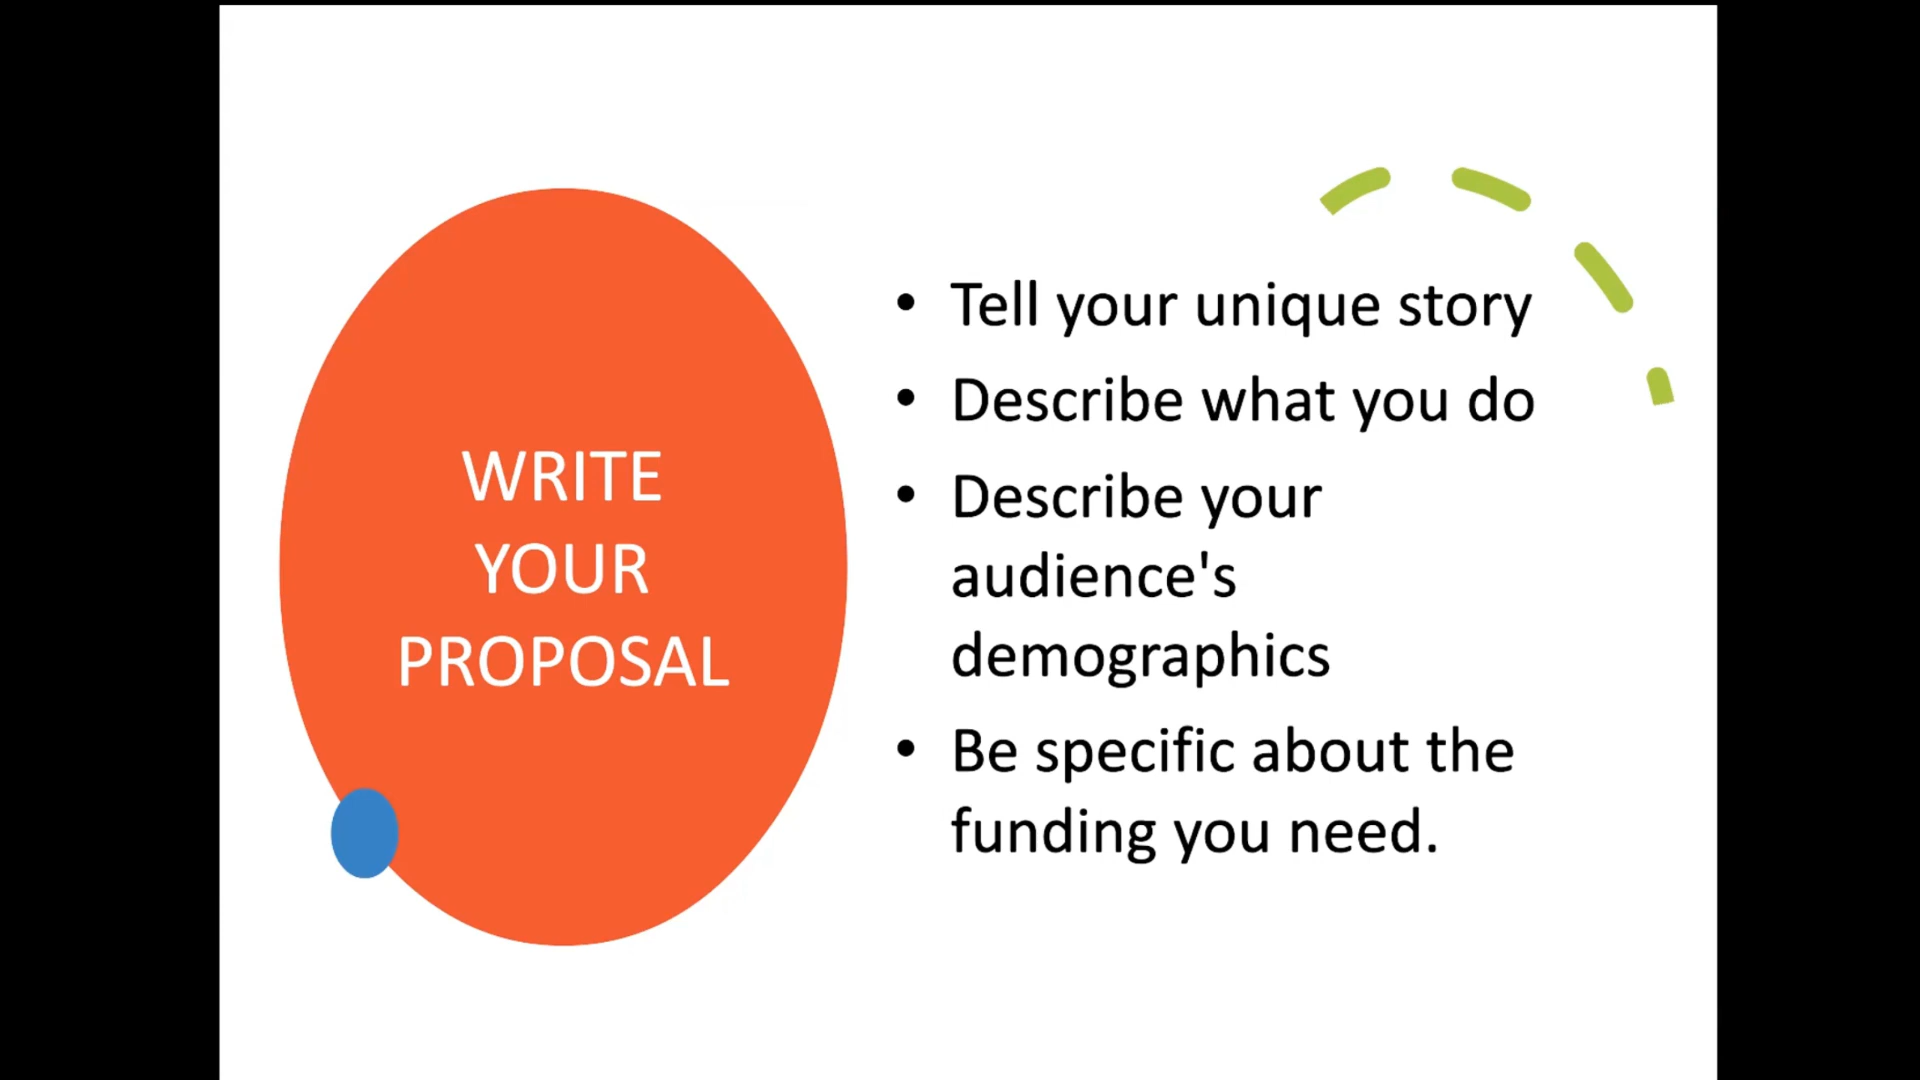 WRITE
YOUR
PROPOSAL
• Tell your unique story
• Describe what you do
• Describe your
audience's
demographics
• Be specific about the
funding you need.